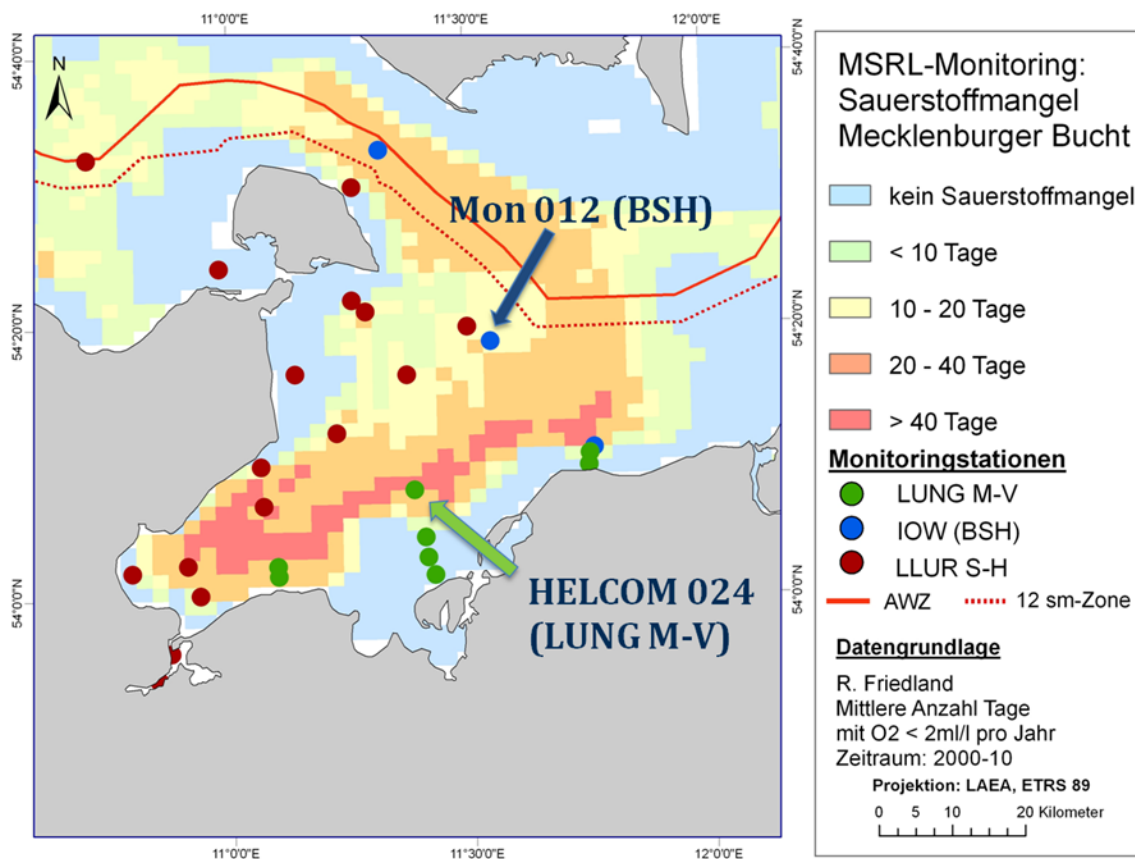 11°0'0"E
11°30'0"E
12°0'0"E
54°40'0"N
54°40'0"N
N
Mon 012 (BSH)
54°20'0"N
54°20'0"N
54°0'0"N
54°0'0"N
HELCOM 024
(LUNG M-V)
11°0'0"E
11°30'0"E
12°0'0"E
MSRL-Monitoring:
Sauerstoffmangel
Mecklenburger Bucht
kein Sauerstoffmangel
< 10 Tage
10 - 20 Tage
20 - 40 Tage
> 40 Tage
Monitoringstationen
LUNG M-V
IOW (BSH)
LLUR S-H
AWZ
12 sm-Zone
Datengrundlage
R. Friedland
Mittlere Anzahl Tage
mit O2 < 2ml/l pro Jahr
Zeitraum: 2000-10
Projektion: LAEA, ETRS 89
0 5 10 20 Kilometer